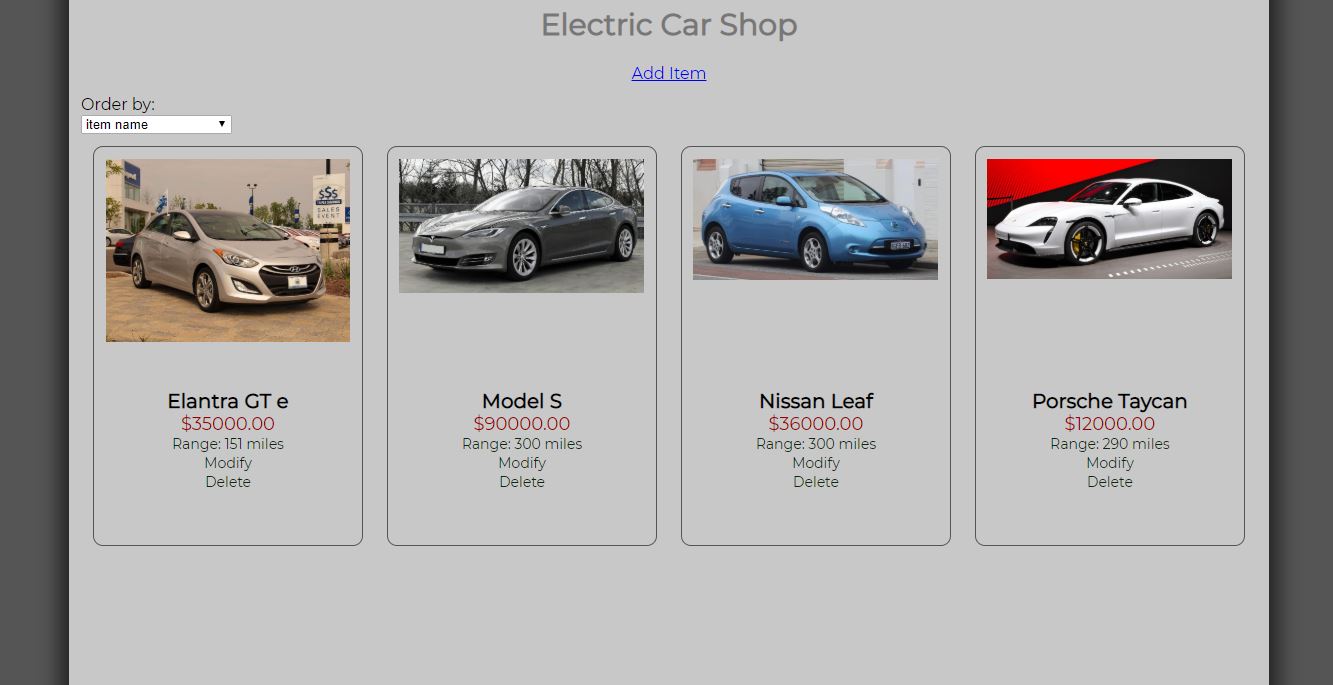 Electric Car Shop
Add Item
Order by:
item name
$$$
SALES
EVENT
Elantra GT e
$35000.00
Range: 151 miles
Modify
Delete
Model S
$90000.00
Range: 300 miles
Modify
Delete
Nissan Leaf
$36000.00
Range: 300 miles
Modify
Delete
Porsche Taycan
$12000.00
Range: 290 miles
Modify
Delete